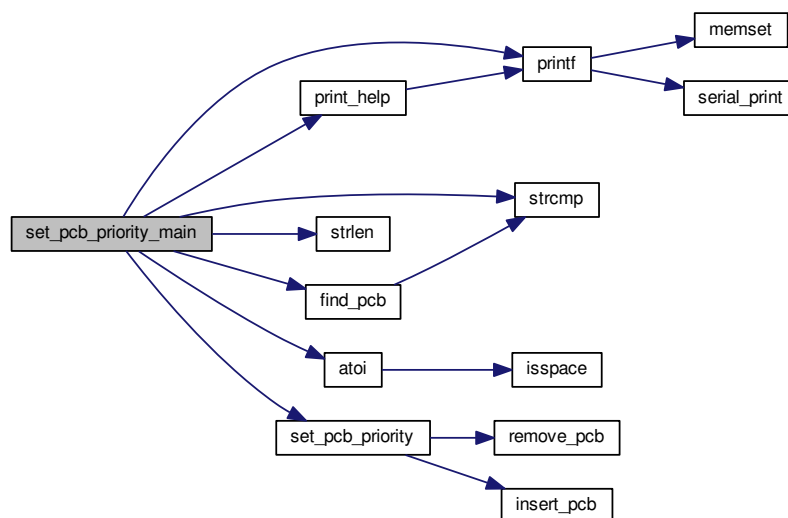 memset
printf
print_help
serial_print
strcmp
set_pcb_priority_main
strlen
find_pcb
atoi
isspace
set_pcb_priority
remove_pcb
insert_pcb